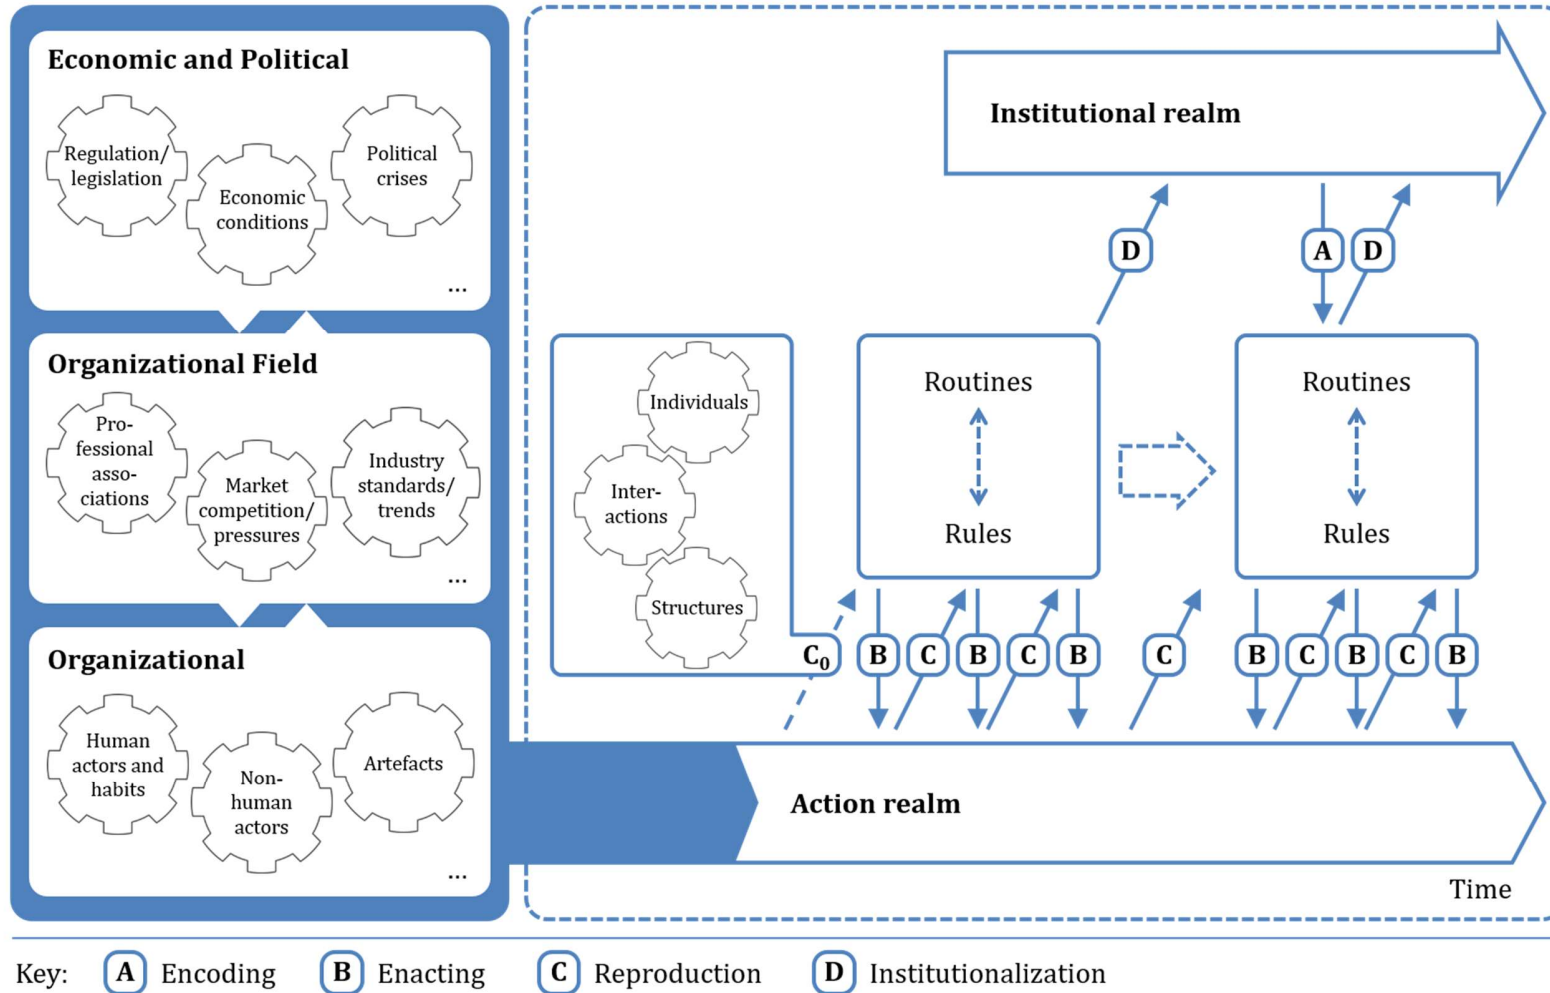 Economic and Political
Regulation/
legislation
Economic
conditions
Political
crises
...
Organizational Field
Pro-
fessional
asso-
ciations
Market
competition/
pressures
Industry
standards/
trends
...
Organizational
Human
actors and
habits
Non-
human
actors
Artefacts
...
Institutional realm
D
A
D
Individuals
Inter-
actions
Structures
Routines
Rules
Routines
Rules
C₀
B
C
B
C
B
C
B
C
B
C
B
Action realm
Time
Key: A Encoding B Enacting C Reproduction D Institutionalization